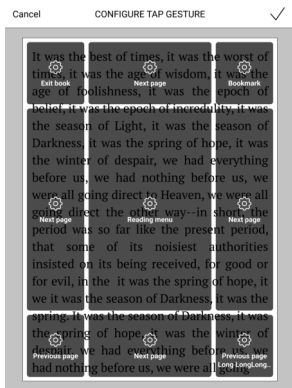 Cancel CONFIGURE TAP GESTURE
It was the best of times, it was the worst of
times, it was the age of wisdom, it was the
Exit book Next page Bookmark
age of foolishness, it was the epoch of
belief, it was the epoch of incredulity, it was
the season of Light, it was the season of
Darkness, it was the spring of hope, it was
the winter of despair, we had everything
before us, we had nothing before us, we
were all going direct to Heaven, we were all
going direct the other way--in short, the
Next page Reading menu Next page
period was so far like the present period,
that some of its noisiest authorities
insisted on its being received, for good or
for evil, in the it was the spring of hope, it
we it was the season of Darkness, it was the
spring. It was the season of Darkness, it was
the spring of hope, it was the winter of
despair, we had everything before us, we
Previous page Next page Previous page
Long LongLong..
had nothing before us, we were all going